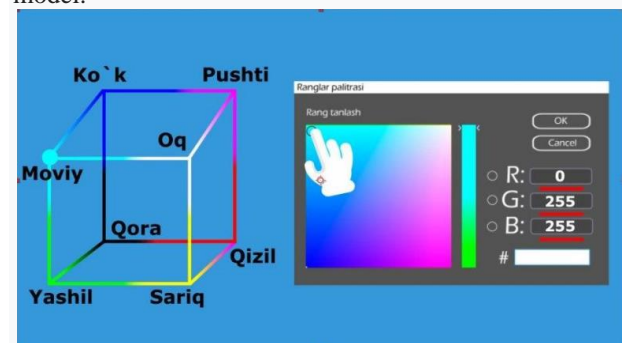 model.
Ko`k
Pushti
Oq
Moviy
Qora
Qizil
Yashil
Sariq
Ranglar palitrasi
Rang tanlash
OK
Cancel
R: 0
G: 255
B: 255
#